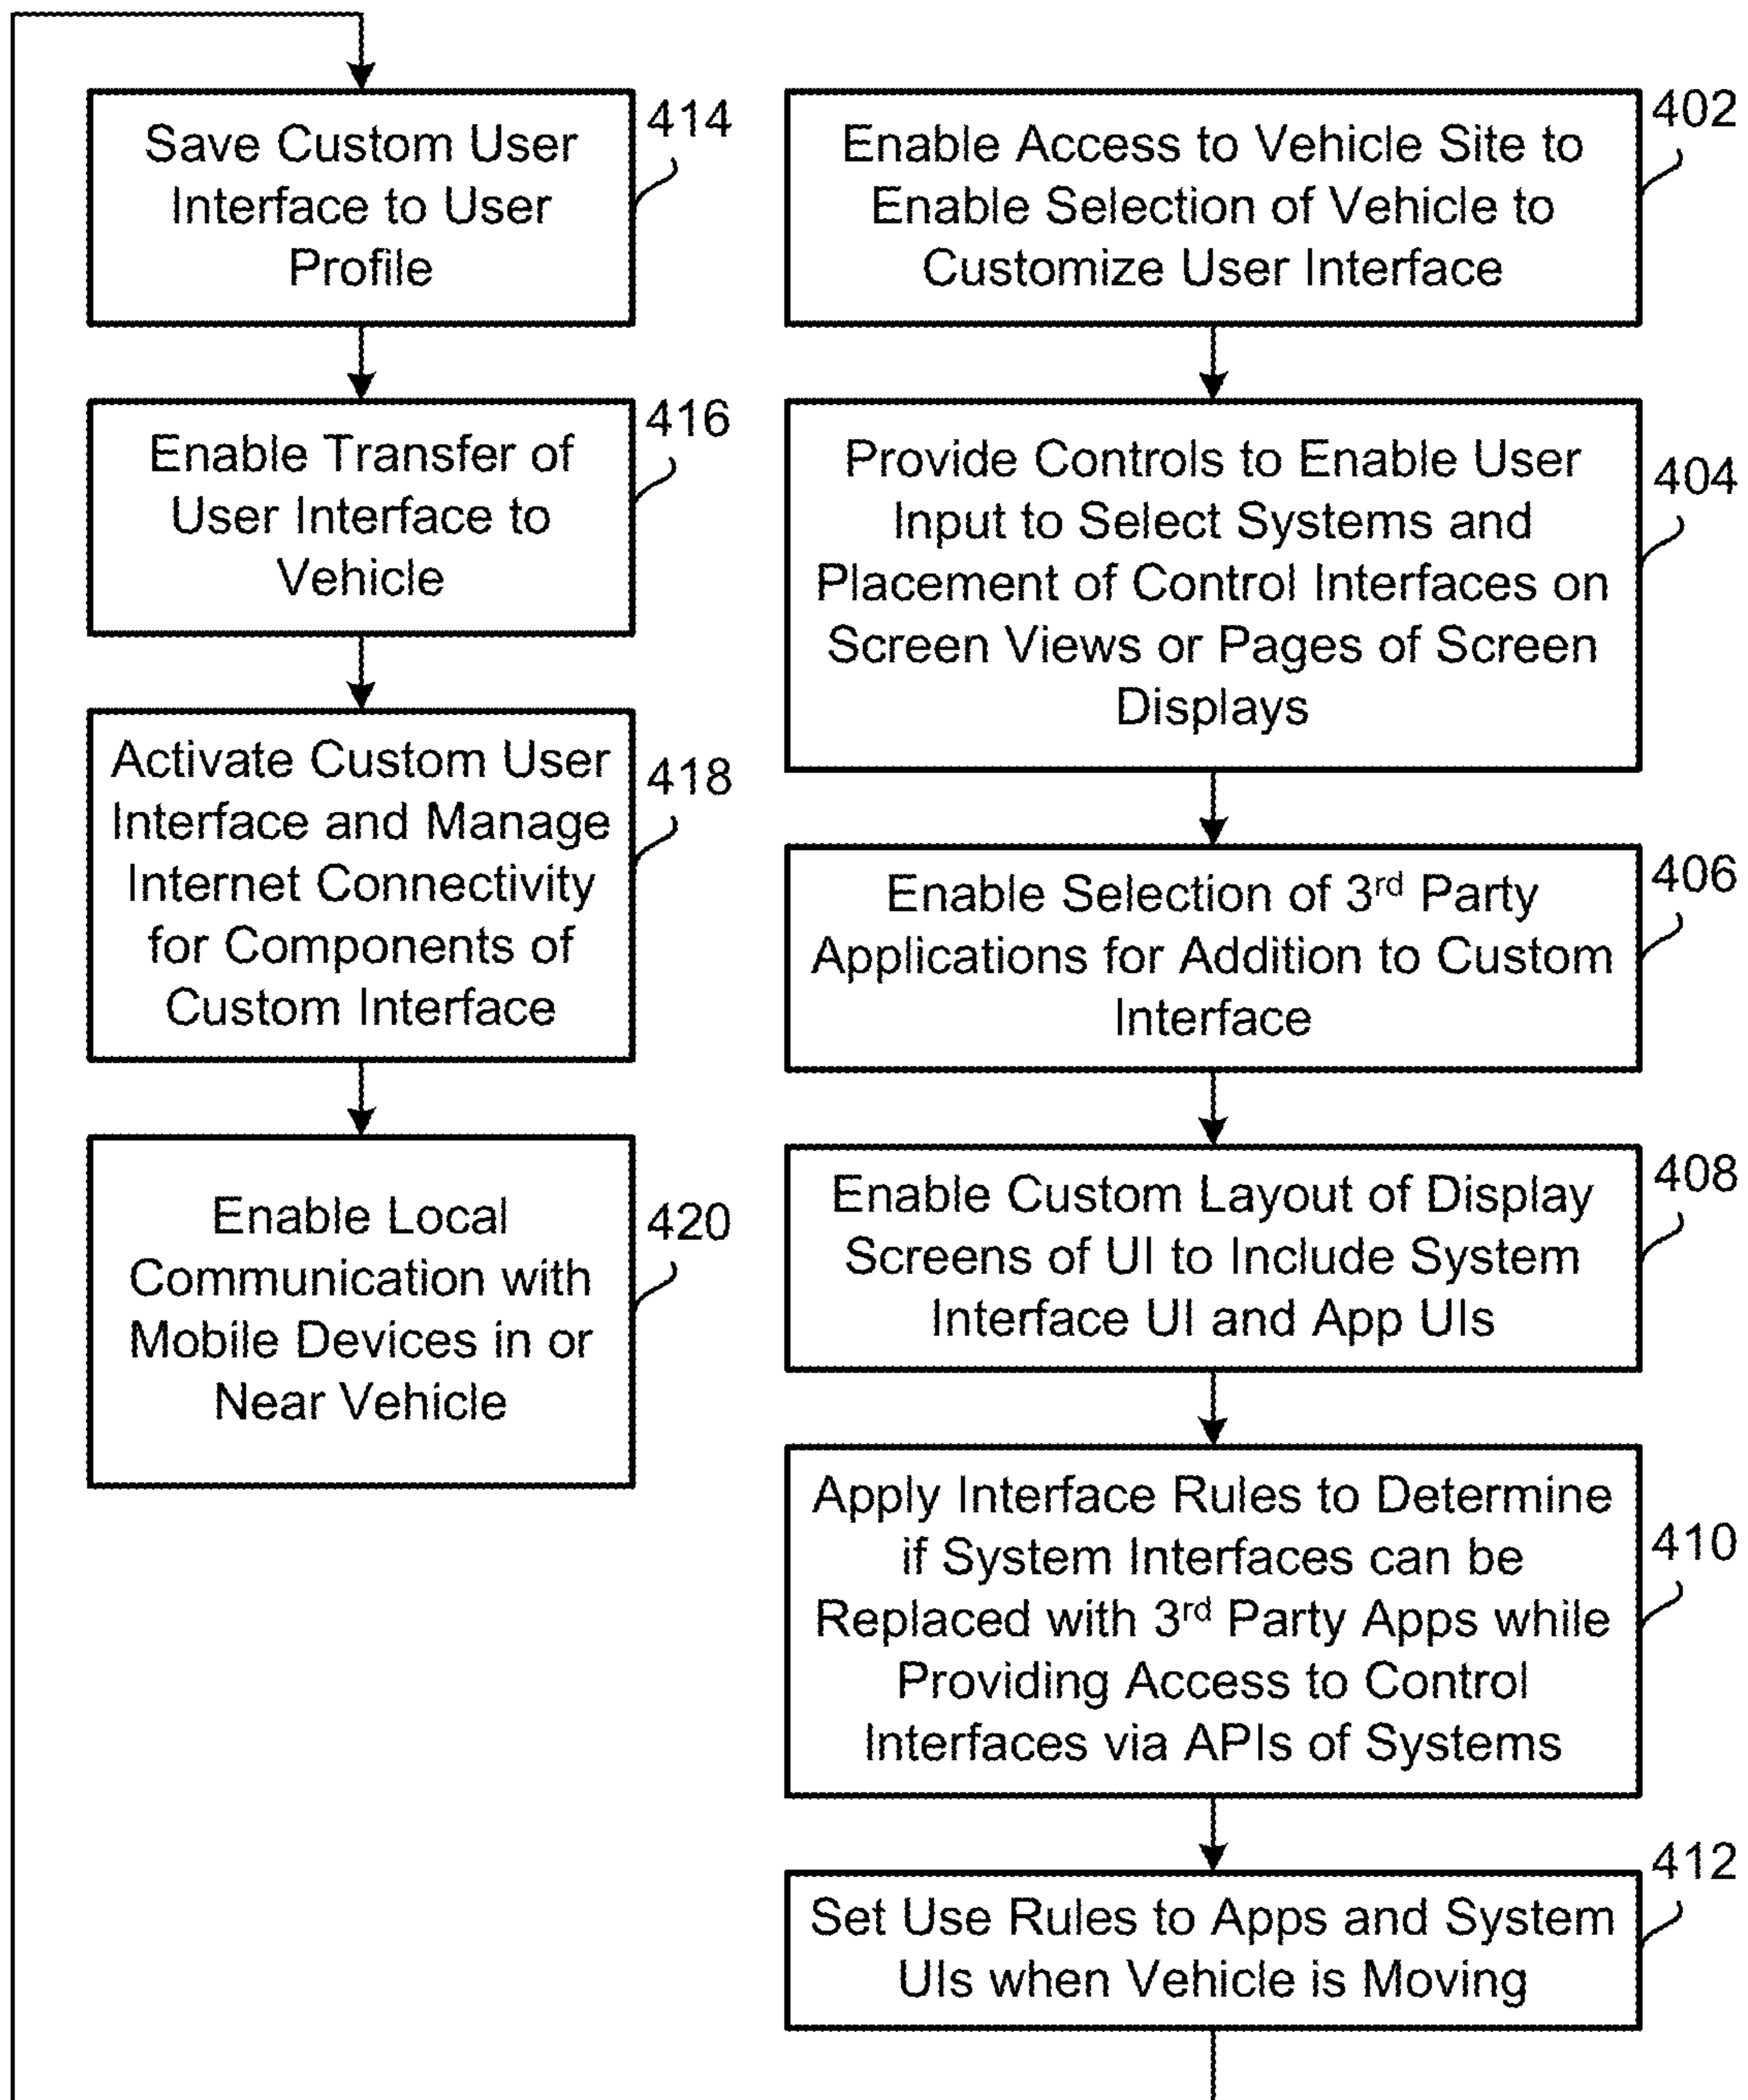 Save Custom User
Interface to User
Profile
414
Enable Transfer of
User Interface to
Vehicle
416
Activate Custom User
Interface and Manage
Internet Connectivity
for Components of
Custom Interface
418
Enable Local
Communication with
Mobile Devices in or
Near Vehicle
420
Enable Access to Vehicle Site to
Enable Selection of Vehicle to
Customize User Interface
402
Provide Controls to Enable User
Input to Select Systems and
Placement of Control Interfaces on
Screen Views or Pages of Screen
Displays
404
Enable Selection of 3rd Party
Applications for Addition to Custom
Interface
406
Enable Custom Layout of Display
Screens of UI to Include System
Interface UI and App UIs
408
Apply Interface Rules to Determine
if System Interfaces can be
Replaced with 3rd Party Apps while
Providing Access to Control
Interfaces via APIs of Systems
410
Set Use Rules to Apps and System
UIs when Vehicle is Moving
412